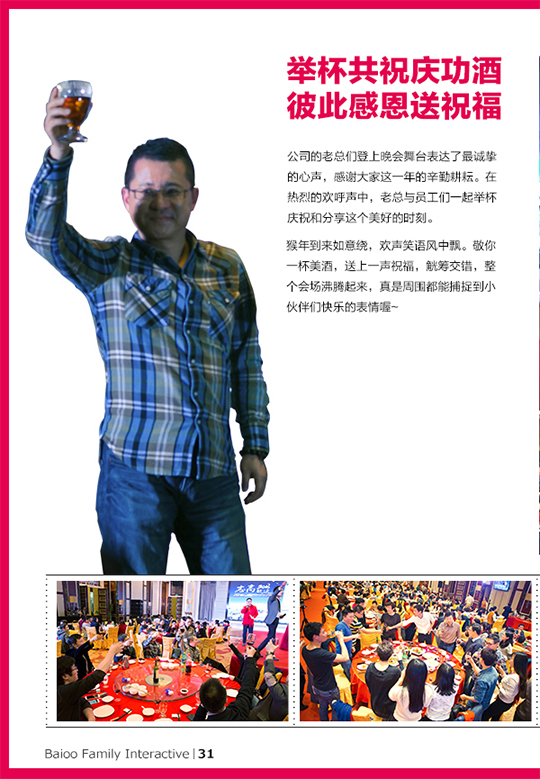 举杯共祝庆功酒
彼此感恩送祝福
公司的老总们登上晚会舞台表达了最诚挚
的心声，感谢大家这一年的辛勤耕耘。在
热烈的欢呼声中，老总与员工们一起举杯
庆祝和分享这个美好的时刻。
猴年到来如意绕，欢声笑语风中飘。敬你
一杯美酒，送上一声祝福，觥筹交错，整
个会场沸腾起来，真是周围都能捕捉到小
伙伴们快乐的表情喔~
Baioo Family Interactive | 31